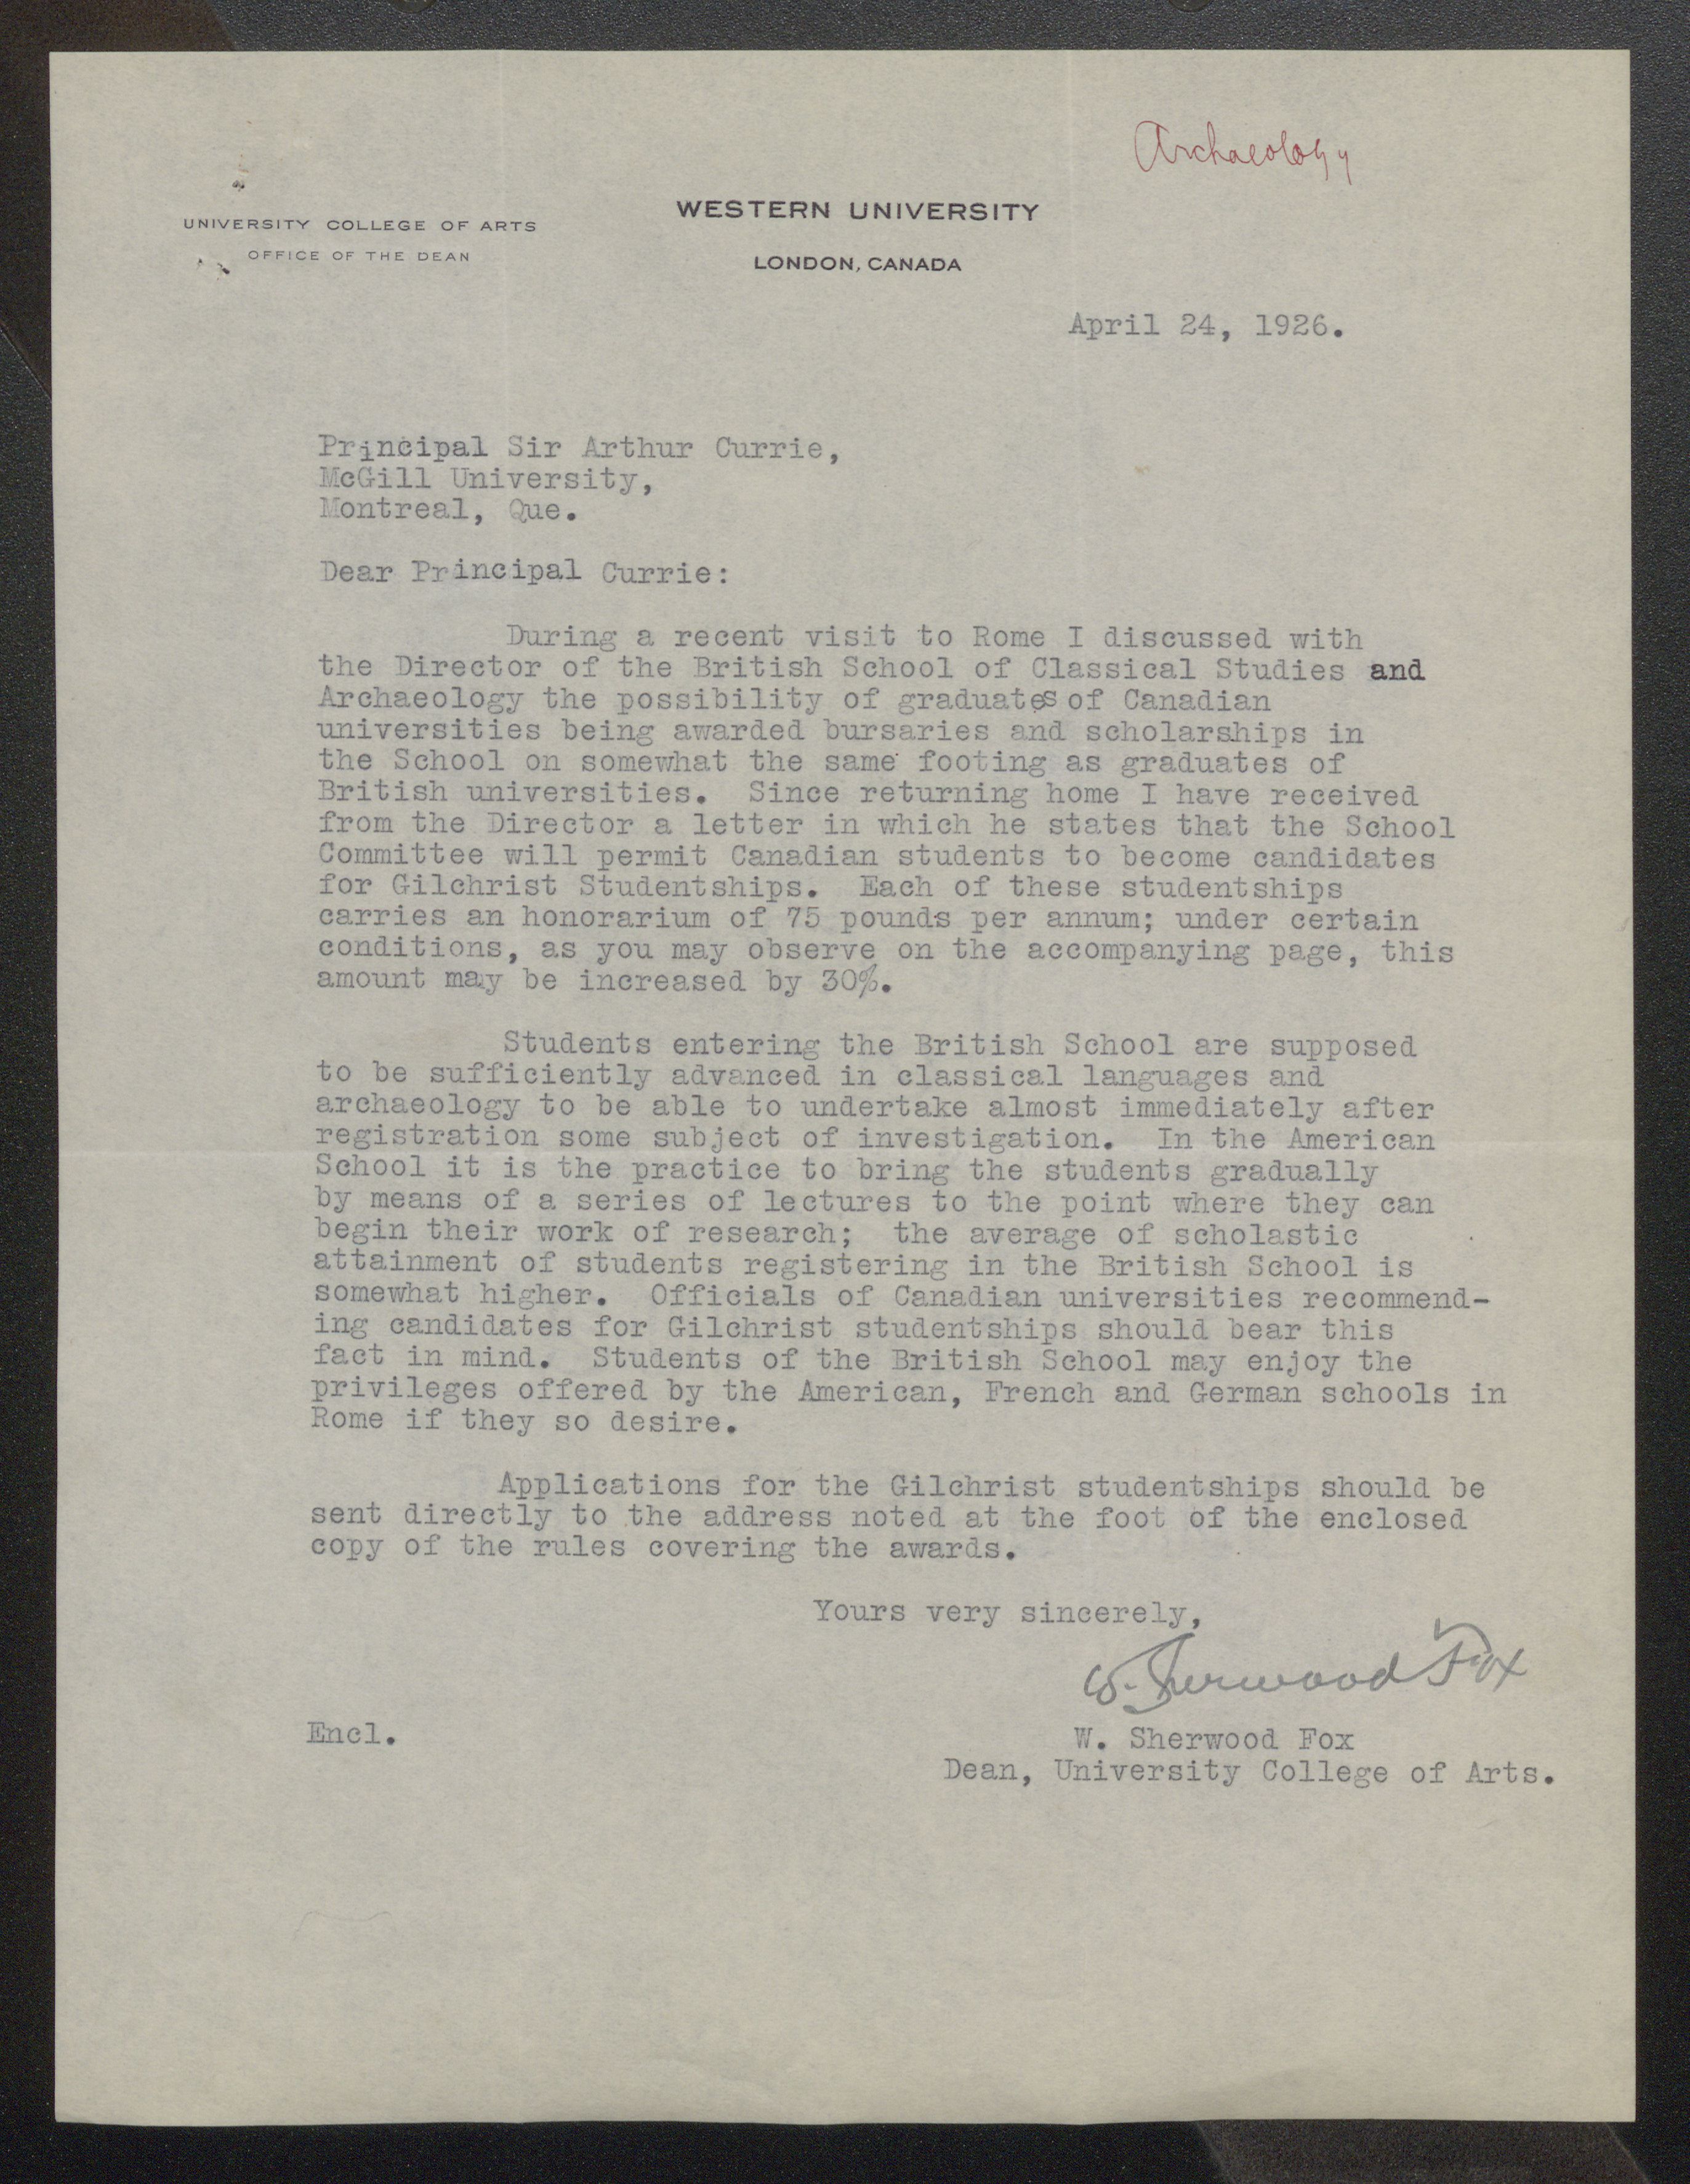 Archaeology
UNIVERSITY COLLEGE OF ARTS
OFFICE OF THE DEAN
WESTERN UNIVERSITY
LONDON, CANADA
April 24, 1926.
Principal Sir Arthur Currie,
McGill University,
Montreal, Que.
Dear Principal Currie:
During a recent visit to Rome I discussed with
the Director of the British School of Classical Studies and
Archaeology the possibility of graduates of Canadian
universities being awarded bursaries and scholarships in
the School on somewhat the same footing as graduates of
British universities. Since returning home I have received
from the Director a letter in which he states that the School
Committee will permit Canadian students to become candidates
for Gilchrist Studentships. Each of these studentships
carries an honorarium of 75 pounds per annum; under certain
conditions, as you may observe on the accompanying page, this
amount may be increased by 30%.
Students entering the British School are supposed
to be sufficiently advanced in classical languages and
archaeology to be able to undertake almost immediately after
registration some subject of investigation. In the American
School it is the practice to bring the students gradually
by means of a series of lectures to the point where they can
begin their work of research; the average of scholastic
attainment of students registering in the British School is
somewhat higher. Officials of Canadian universities recommend-
ing candidates for Gilchrist studentships should bear this
fact in mind. Students of the British School may enjoy the
privileges offered by the American, French and German schools in
Rome if they so desire.
Applications for the Gilchrist studentships should be
sent directly to the address noted at the foot of the enclosed
copy of the rules covering the awards.
Yours very sincerely,
W. Sherwood Fox
Encl.
W. Sherwood Fox
Dean, University College of Arts.